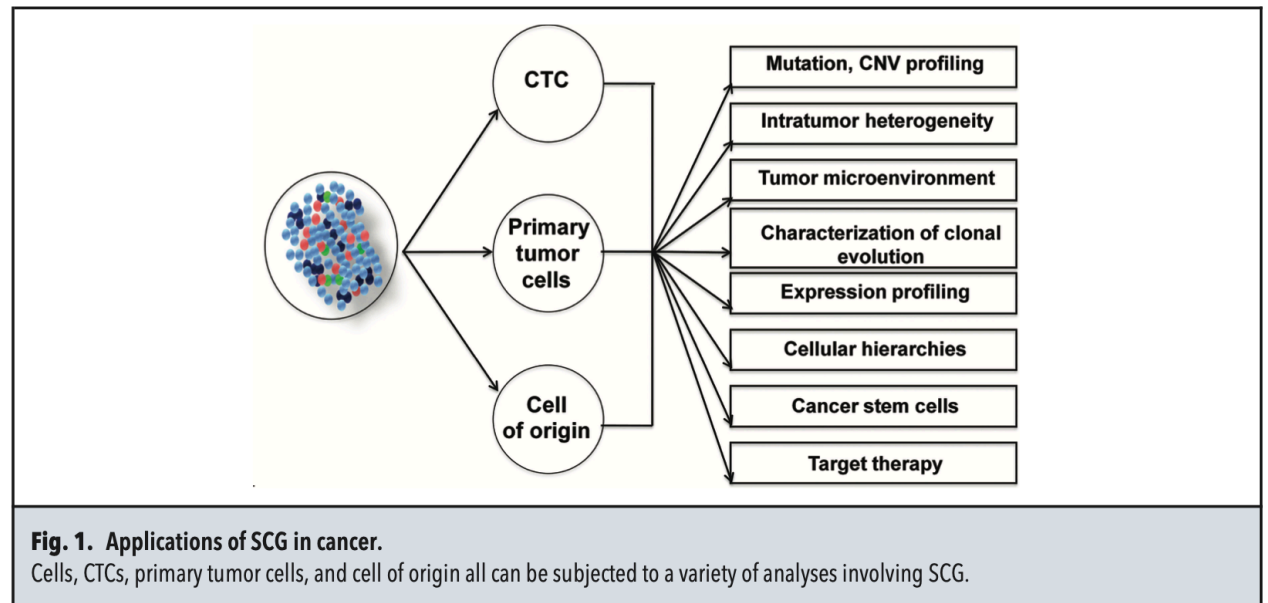 CTC
Primary
tumor
cells
Cell
of origin
Mutation, CNV profiling
Intratumor heterogeneity
Tumor microenvironment
Characterization of clonal
evolution
Expression profiling
Cellular hierarchies
Cancer stem cells
Target therapy
Fig. 1. Applications of SCG in cancer.
Cells, CTCs, primary tumor cells, and cell of origin all can be subjected to a variety of analyses involving SCG.